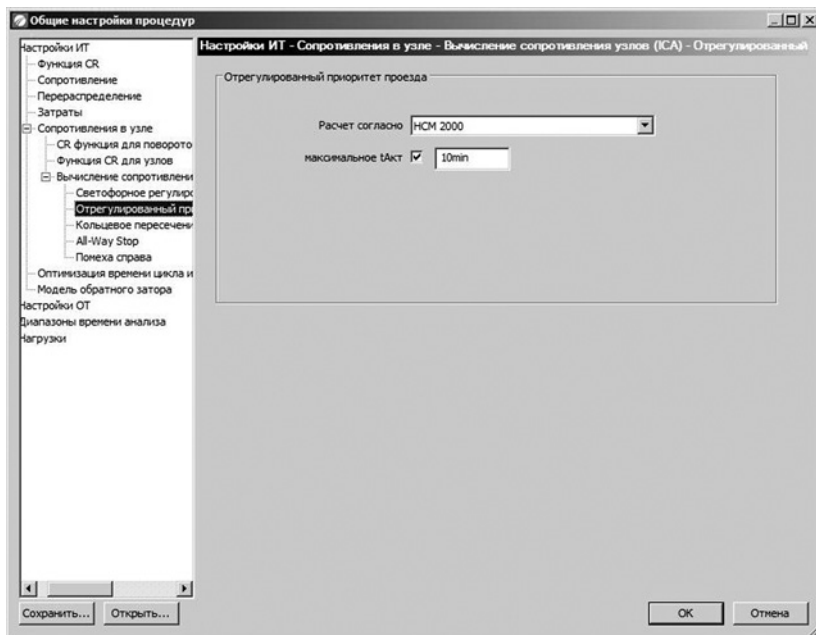 Общие настройки процедур
Настройки ИТ
Функция CR
Сопротивление
Перераспределение
Затраты
Сопротивления в узле
CR функция для поворото
Функция CR для узлов
Вычисление сопротивлени
Светофорное регулиро
Отрегулированный при
Кольцевое пересечени
All-Way Stop
Помеха справа
Оптимизация времени цикла и
Модель обратного затора
Настройки ОТ
Диапазоны времени анализа
Нагрузки
Сохранить...
Открыть...
Настройки ИТ - Сопротивления в узле - Вычисление сопротивления узлов (ICA) - Отрегулированный
Отрегулированный приоритет проезда
Расчет согласно HCM 2000
максимальное tАкт 10min
OK
Отмена